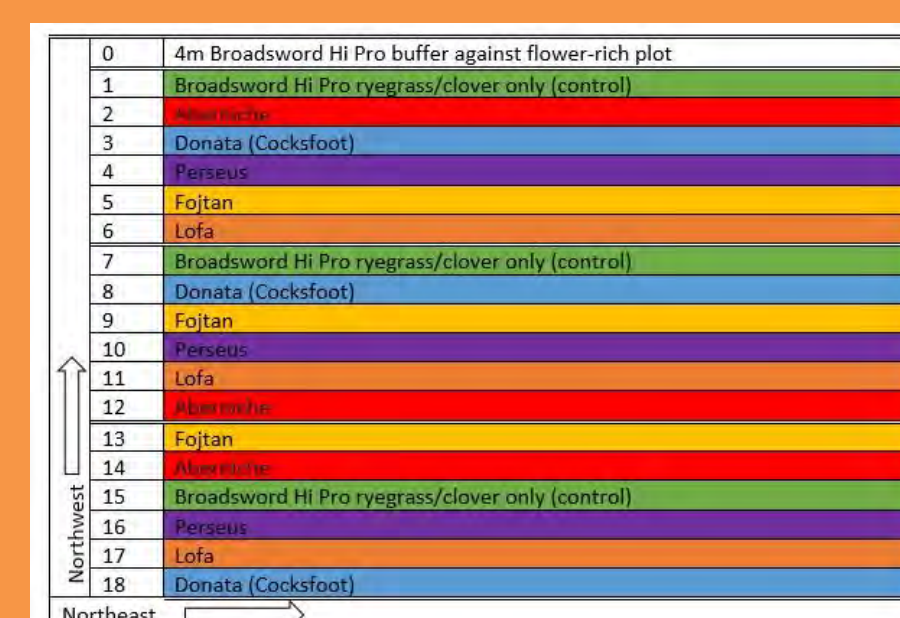 0 4m Broadsword Hi Pro buffer against flower-rich plot
1 Broadsword Hi Pro ryegrass/clover only (control)
2 Aberniche
3 Donata (Cocksfoot)
4 Perseus
5 Fojtan
6 Lofa
7 Broadsword Hi Pro ryegrass/clover only (control)
8 Donata (Cocksfoot)
9 Fojtan
10 Perseus
11 Lofa
12 Aberniche
13 Fojtan
14 Aberniche
15 Broadsword Hi Pro ryegrass/clover only (control)
16 Perseus
17 Lofa
18 Donata (Cocksfoot)
Northwest
Northeast